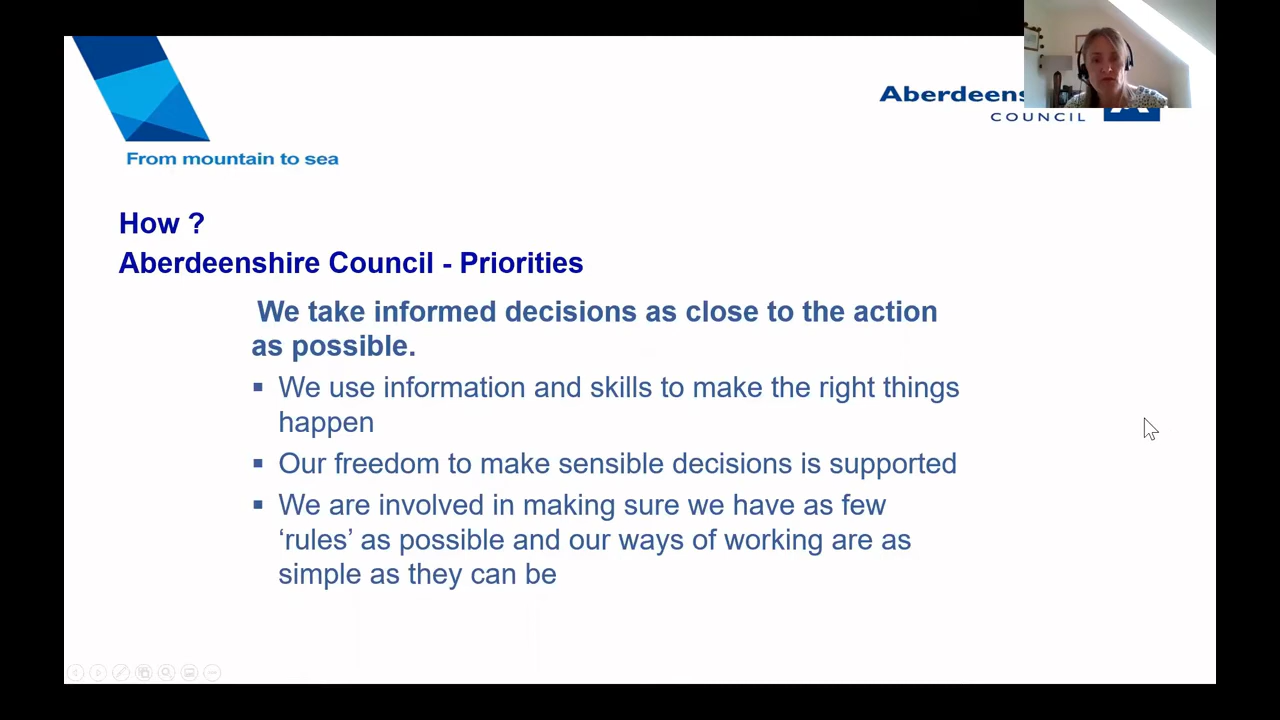 Aberdeens
COUNCIL
From mountain to sea
How ?
Aberdeenshire Council - Priorities
We take informed decisions as close to the action
as possible.
▪ We use information and skills to make the right things
happen
▪ Our freedom to make sensible decisions is supported
▪ We are involved in making sure we have as few
‘rules’ as possible and our ways of working are as
simple as they can be